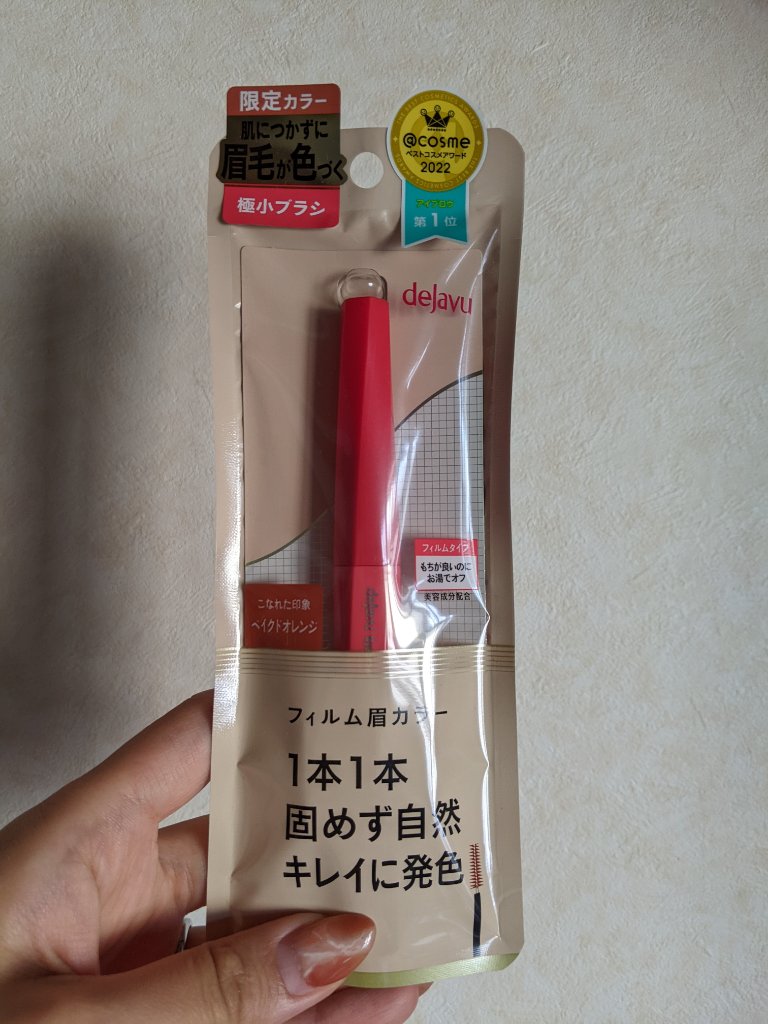 限定カラー
肌につかずに
眉毛が色づく
極小ブラシ
@cosme
ベストコスメアワード
2022
アイブロウ
第1位
dejavu
フィルムタイプ
もちが良いのに
お湯でオフ
美容成分配合
こなれた印象
ベイクドオレンジ
dejavu
フィルム眉カラー
1本1本
固めず自然
キレイに発色